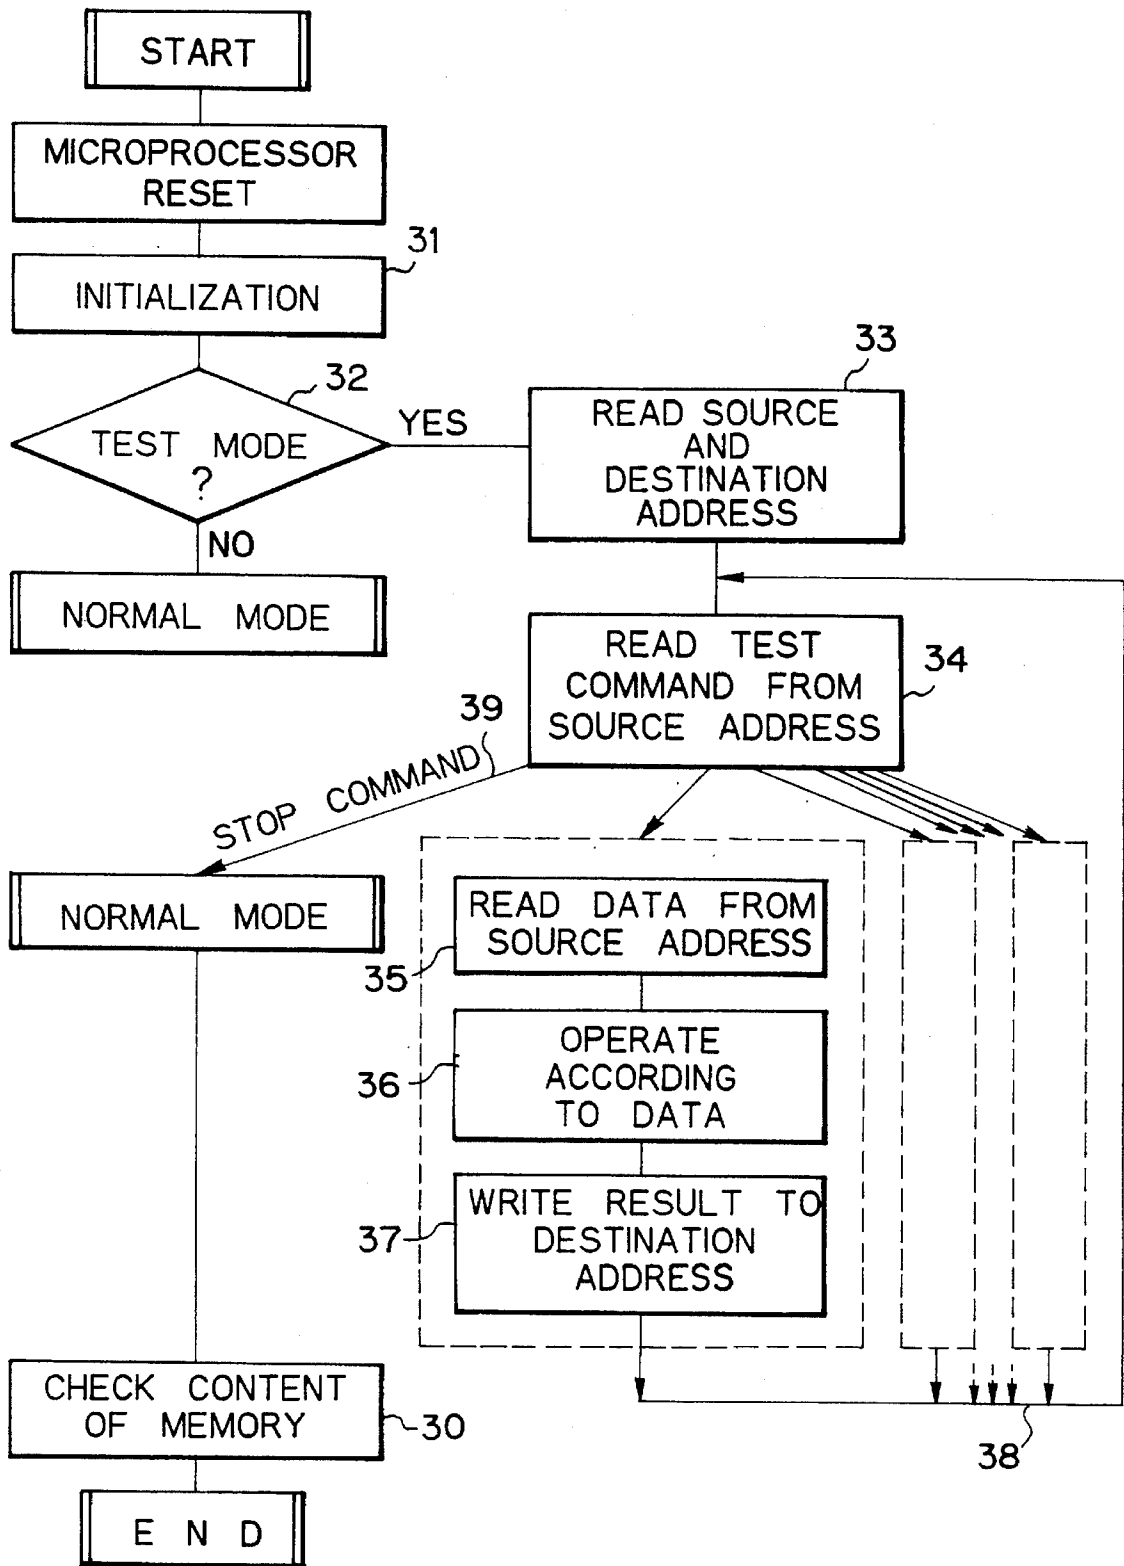 START
MICROPROCESSOR
RESET
31
INITIALIZATION
32
TEST MODE
?
YES
NO
NORMAL MODE
33
READ SOURCE
AND
DESTINATION
ADDRESS
READ TEST
COMMAND FROM
SOURCE ADDRESS
34
39
STOP COMMAND
NORMAL MODE
READ DATA FROM
SOURCE ADDRESS
35
OPERATE
ACCORDING
TO DATA
36
WRITE RESULT TO
DESTINATION
ADDRESS
37
38
CHECK CONTENT
OF MEMORY
30
END